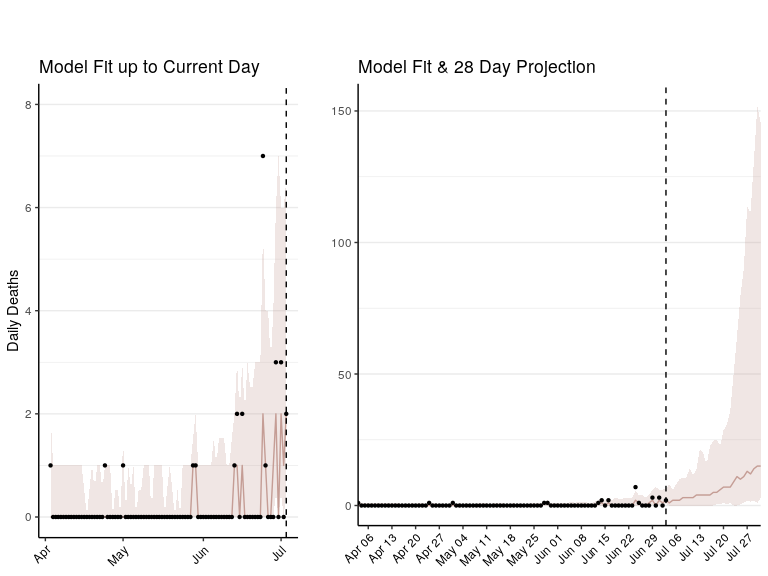 Model Fit up to Current Day
Model Fit & 28 Day Projection
Daily Deaths
8
6
4
2
0
Apr
May
Jun
Jul
150
100
50
0
Apr 06
Apr 13
Apr 20
Apr 27
May 04
May 11
May 18
May 25
Jun 01
Jun 08
Jun 15
Jun 22
Jun 29
Jul 06
Jul 13
Jul 20
Jul 27